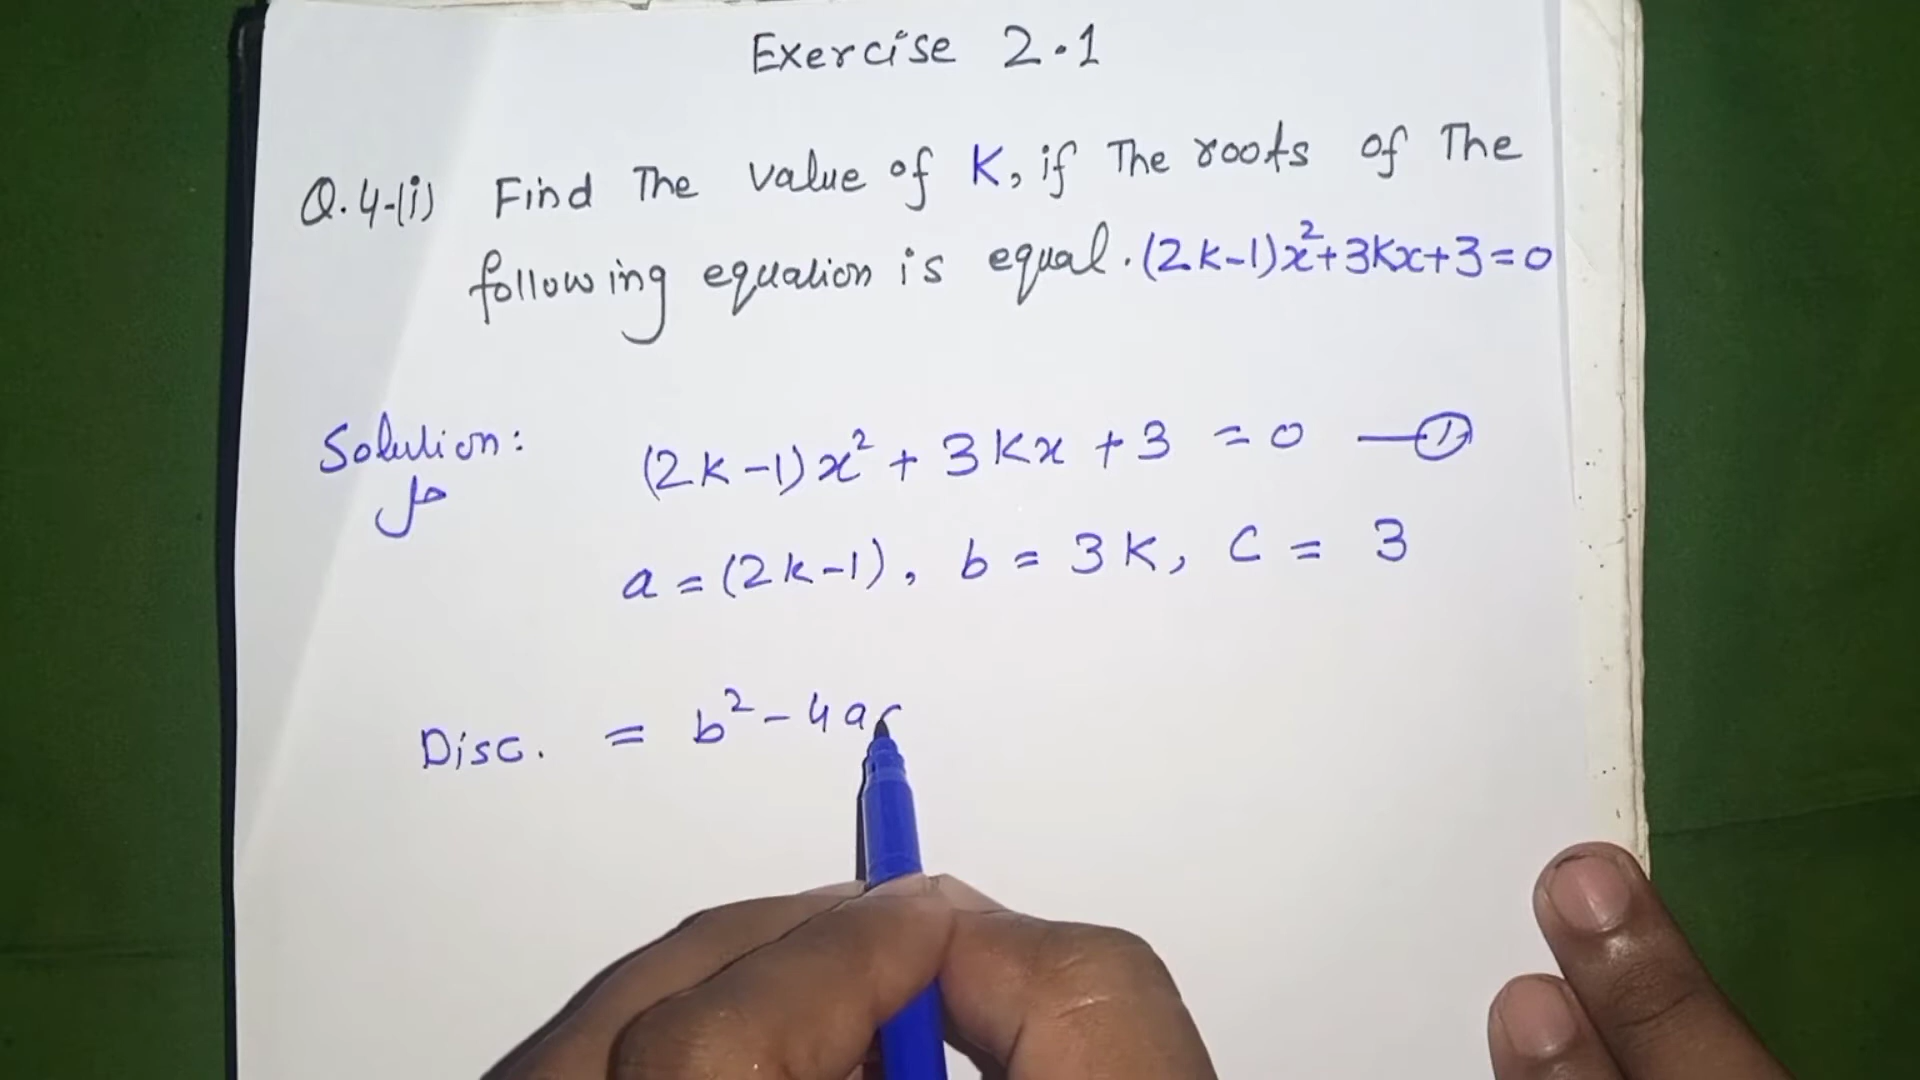 Exercise 2.1
Q.4-(i) Find The value of K, if The roots of The
following equation is equal. (2k-1)x²+3Kx+3=0
Solution: (2k-1)x² + 3Kx + 3 = 0 —①
حل
a = (2k-1), b = 3K, C = 3
Disc. = b² - 4ac